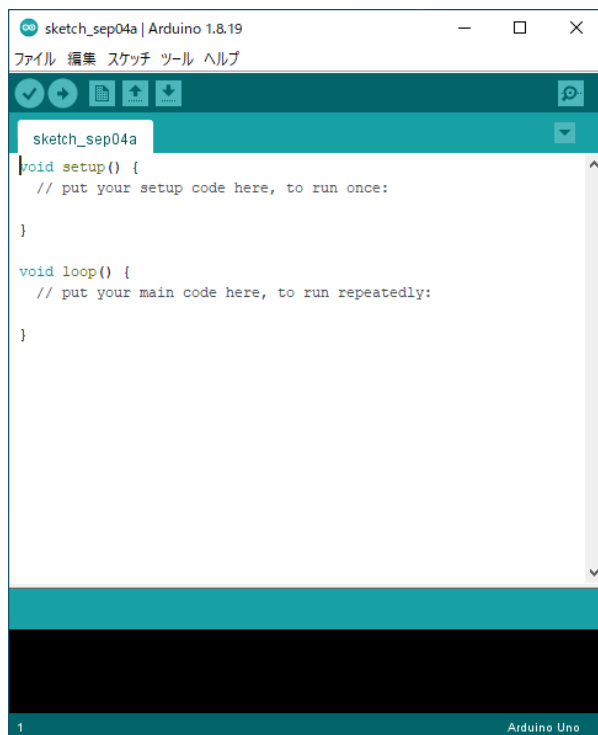 sketch_sep04a | Arduino 1.8.19
ファイル 編集 スケッチ ツール ヘルプ
sketch_sep04a
void setup() {
  // put your setup code here, to run once:
}
void loop() {
  // put your main code here, to run repeatedly:
}
1 Arduino Uno